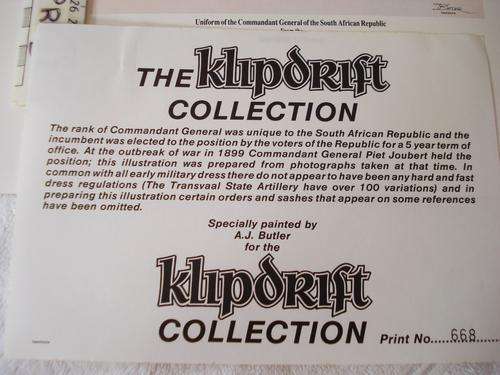 Uniform of the Commandant General of the South African Republic
THE klipdrift
COLLECTION
The rank of Commandant General was unique to the South African Republic and the
incumbent was elected to the position by the voters of the Republic for a 5 year term of
office. At the outbreak of war in 1899 Commandant General Piet Joubert held the
position; this illustration was prepared from photographs taken at that time. In
common with all early military dress there do not appear to have been any hard and fast
dress regulations (The Transvaal State Artillery have over 100 variations) and in
preparing this illustration certain orders and sashes that appear on some references
have been omitted.
Specially painted by
A.J. Butler
for the
klipdrift
COLLECTION
Print No.....668.....